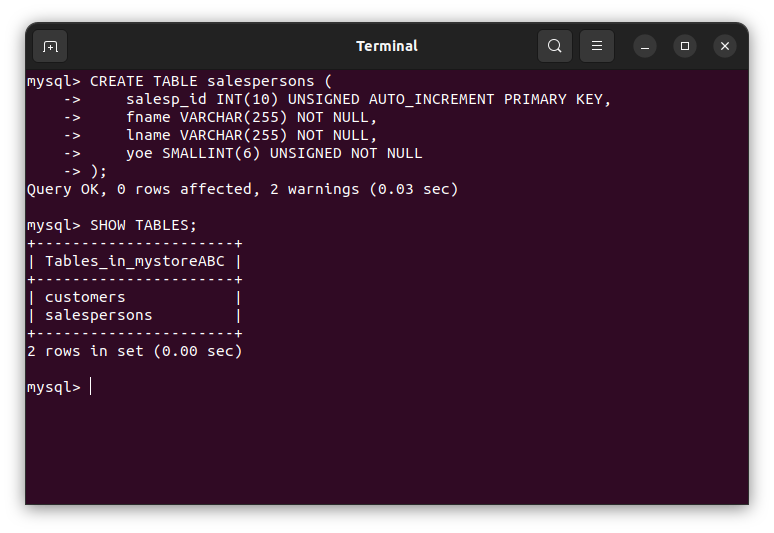 Terminal
mysql> CREATE TABLE salespersons (
    ->     salesp_id INT(10) UNSIGNED AUTO_INCREMENT PRIMARY KEY,
    ->     fname VARCHAR(255) NOT NULL,
    ->     lname VARCHAR(255) NOT NULL,
    ->     yoe SMALLINT(6) UNSIGNED NOT NULL
    -> );
Query OK, 0 rows affected, 2 warnings (0.03 sec)

mysql> SHOW TABLES;
+----------------------+
| Tables_in_mystoreABC |
+----------------------+
| customers            |
| salespersons         |
+----------------------+
2 rows in set (0.00 sec)

mysql>